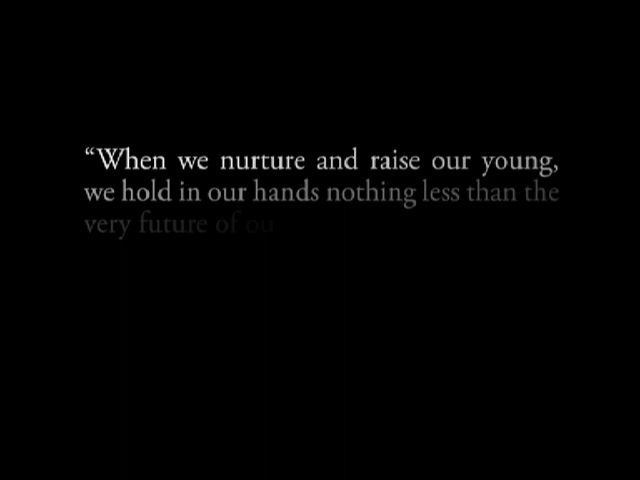 “When we nurture and raise our young,
we hold in our hands nothing less than the
very future of ou